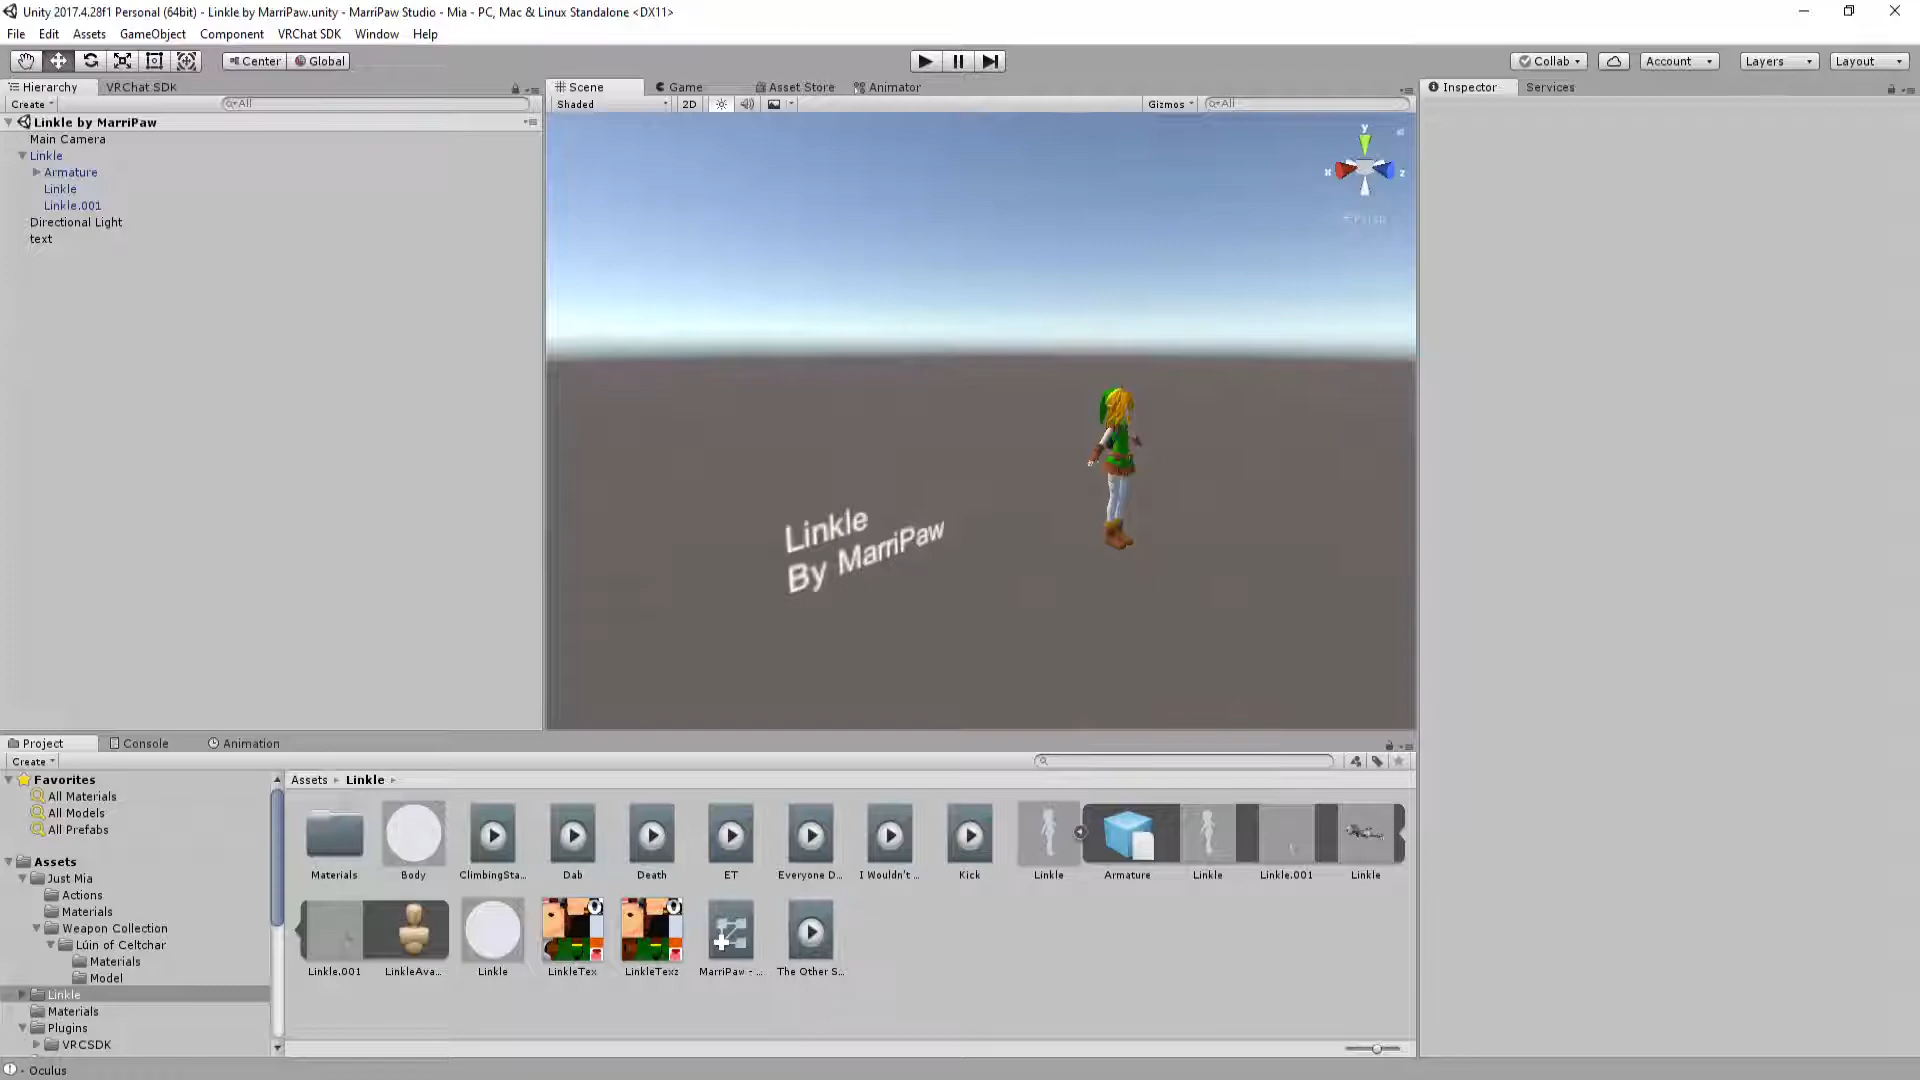 Unity 2017.4.28f1 Personal (64bit) - Linkle by MarriPaw.unity - MarriPaw Studio - Mia - PC, Mac & Linux Standalone <DX11>
File Edit Assets GameObject Component VRChat SDK Window Help
Center Global Collab Account Layers Layout
Hierarchy VRChat SDK Scene Game Asset Store Animator Inspector Services
Create All Shaded 2D Gizmos All
Linkle by MarriPaw
Main Camera
Linkle
Armature
Linkle
Linkle.001
Directional Light
text
y
x z
Persp
Linkle
By MarriPaw
Project Console Animation
Create
Favorites
All Materials
All Models
All Prefabs
Assets
Just Mia
Actions
Materials
Weapon Collection
Lúin of Celtchar
Materials
Model
Linkle
Materials
Plugins
VRCSDK
Assets Linkle
Materials Body ClimbingSta... Dab Death ET Everyone D... I Wouldn't ... Kick Linkle Armature Linkle Linkle.001 Linkle
Linkle.001 LinkleAva... Linkle LinkleTex LinkleTex2 MarriPaw - ... The Other S...
- Oculus